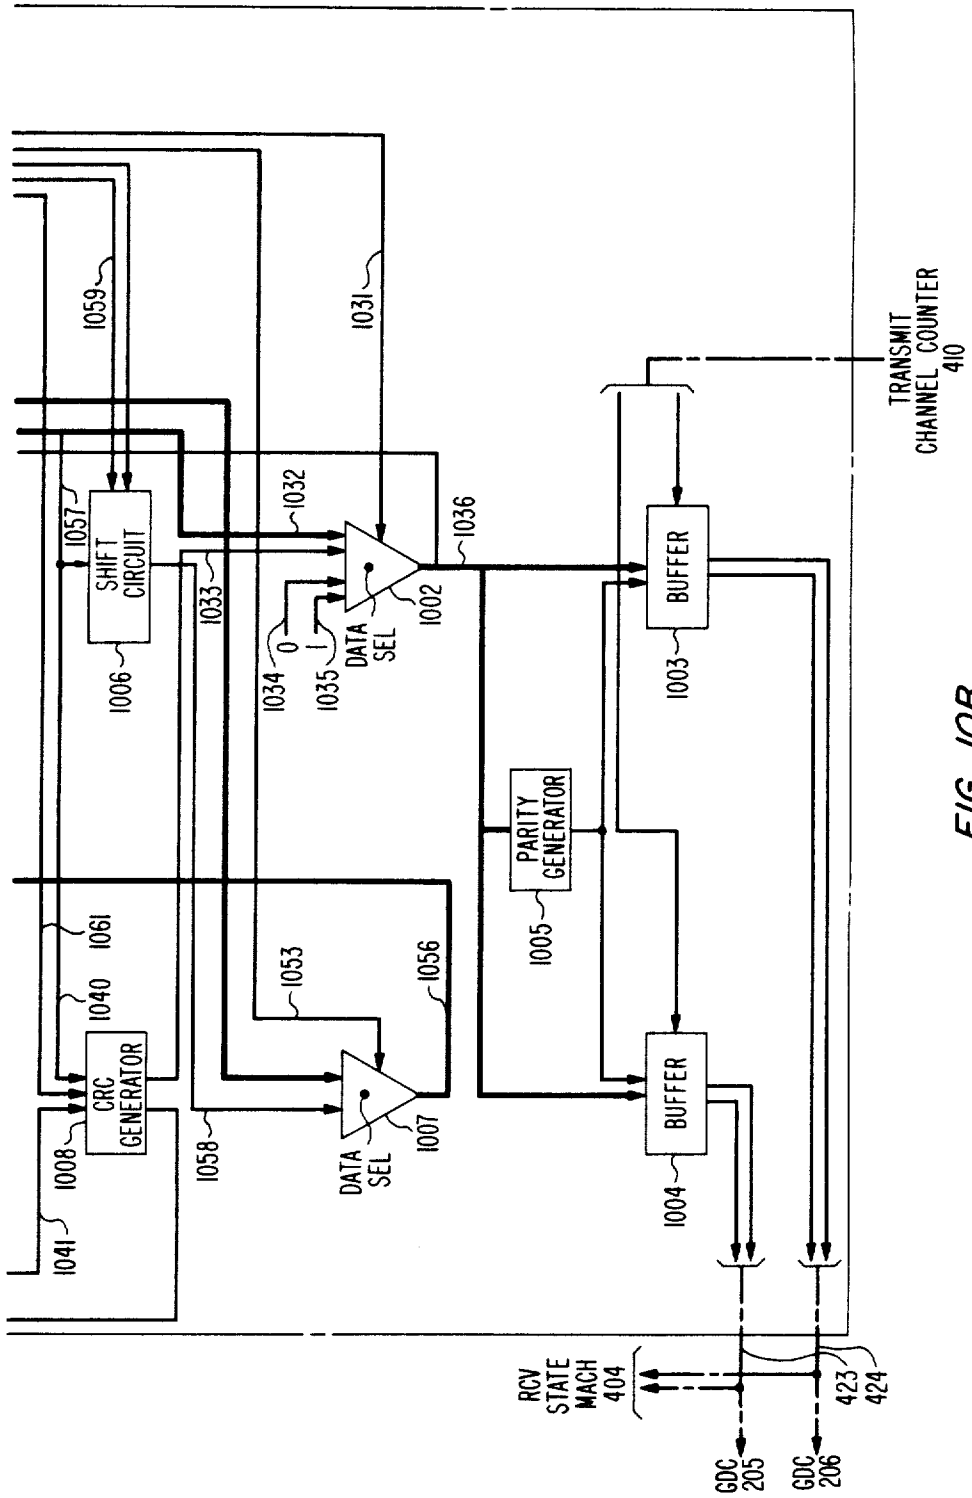 1059
1031
1057
SHIFT
CIRCUIT
1006
1033
1032
1034
0
1
1035
DATA
SEL
1002
1036
1061
1040
CRC
GENERATOR
1008
1041
1058
1053
DATA
SEL
1007
1056
PARITY
GENERATOR
1005
BUFFER
1003
BUFFER
1004
TRANSMIT
CHANNEL COUNTER
410
RCV
STATE
MACH
404
423
424
GDC
205
GDC
206
FIG. 10B